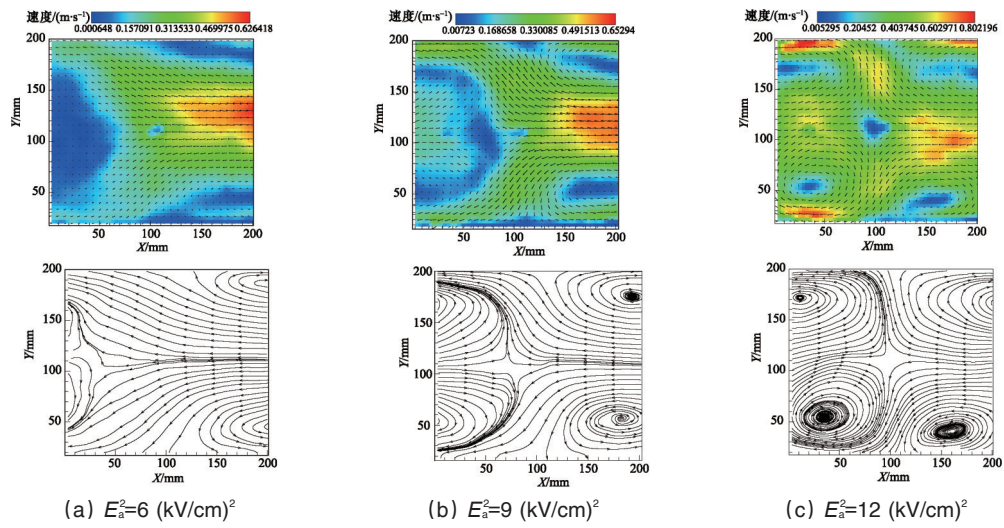 速度/(m·s⁻¹)
0.000648 0.157091 0.313533 0.469975 0.626418
200
150
100
50
Y/mm
50 100 150 200
X/mm
速度/(m·s⁻¹)
0.00723 0.168658 0.330085 0.491513 0.65294
200
150
100
50
Y/mm
50 100 150 200
X/mm
速度/(m·s⁻¹)
0.005295 0.20452 0.403745 0.602971 0.802196
200
150
100
50
Y/mm
50 100 150 200
X/mm
200
150
100
50
Y/mm
50 100 150 200
X/mm
200
150
100
50
Y/mm
50 100 150 200
X/mm
200
150
100
50
Y/mm
50 100 150 200
X/mm
(a) Eₐ²=6 (kV/cm)²
(b) Eₐ²=9 (kV/cm)²
(c) Eₐ²=12 (kV/cm)²